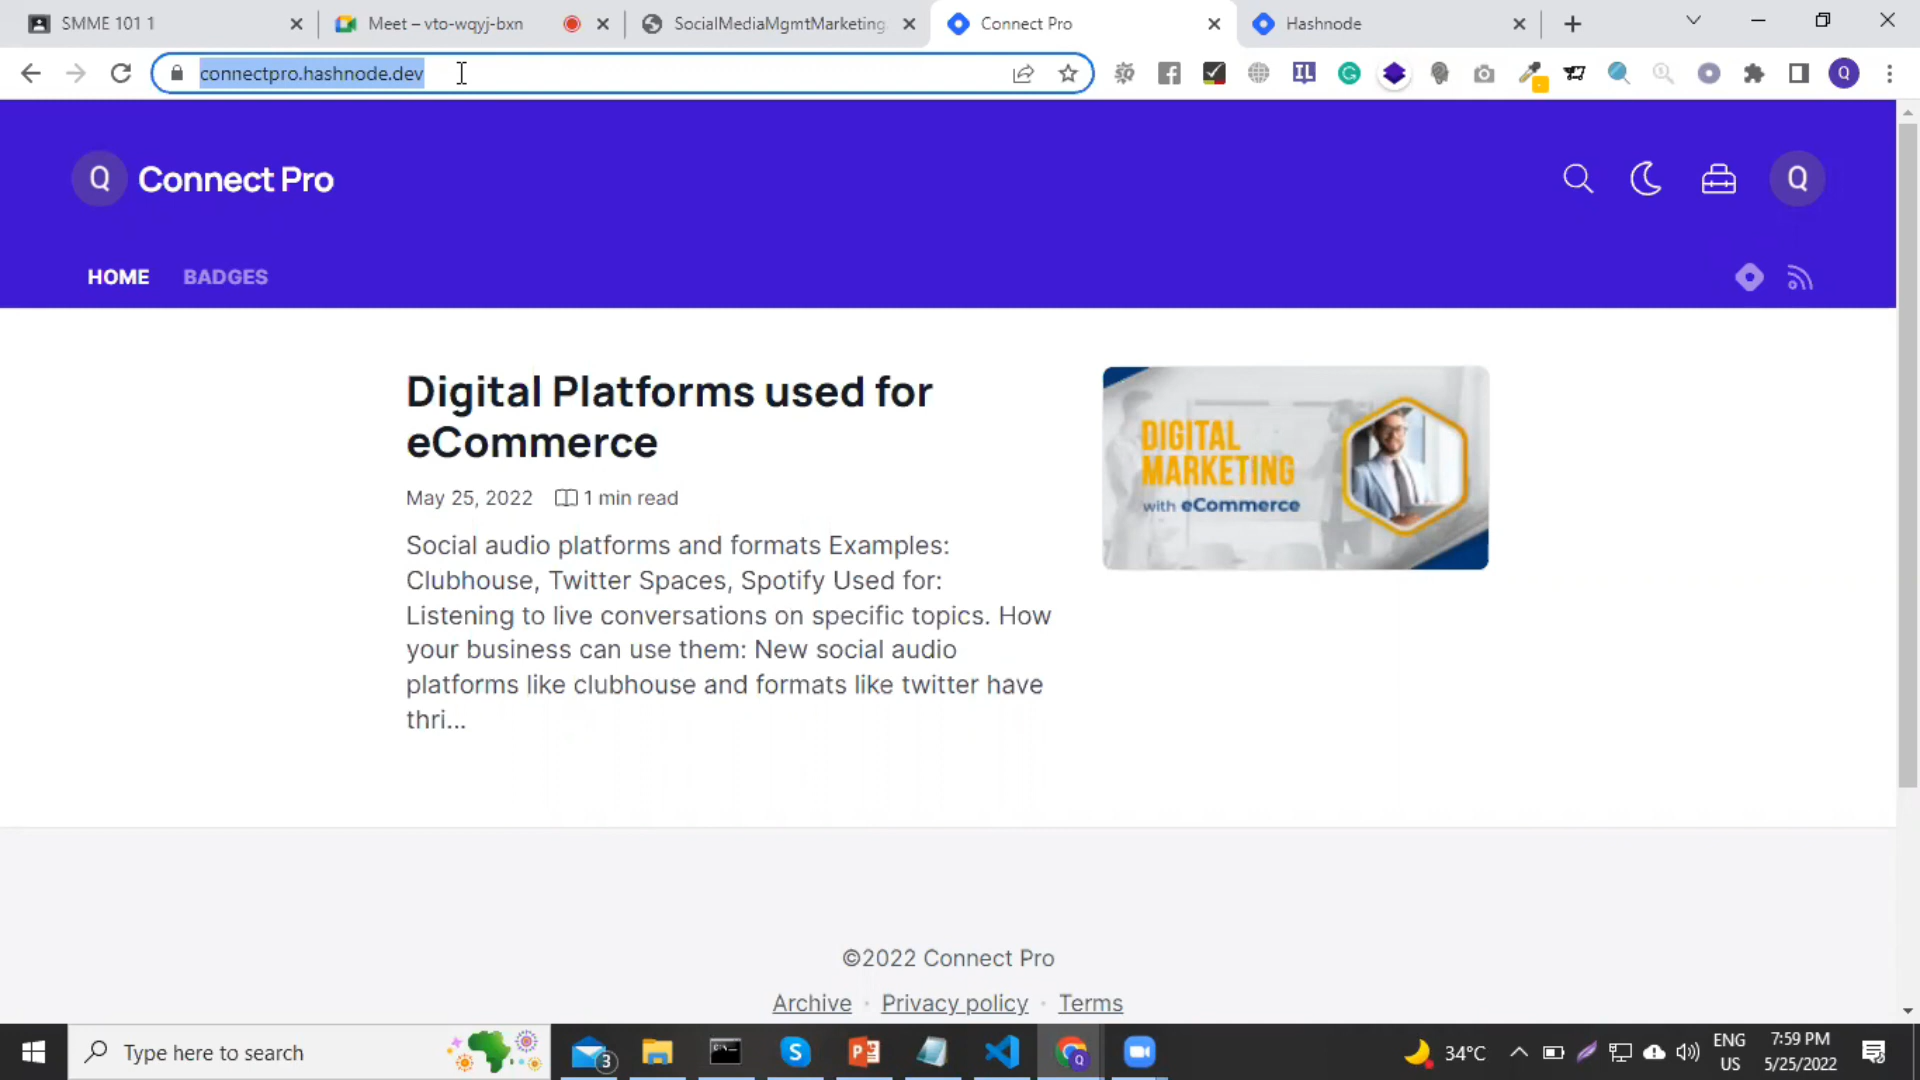 SMME 101 1
Meet – vto-wqyj-bxn
SocialMediaMgmtMarketing
Connect Pro
Hashnode
connectpro.hashnode.dev
IL
G
Q
Q Connect Pro
Q
HOME BADGES
Digital Platforms used for
eCommerce
May 25, 2022 1 min read
Social audio platforms and formats Examples:
Clubhouse, Twitter Spaces, Spotify Used for:
Listening to live conversations on specific topics. How
your business can use them: New social audio
platforms like clubhouse and formats like twitter have
thri...
DIGITAL
MARKETING
with eCommerce
©2022 Connect Pro
Archive · Privacy policy · Terms
Type here to search
3
S
P
Q
34°C
ENG
US
7:59 PM
5/25/2022